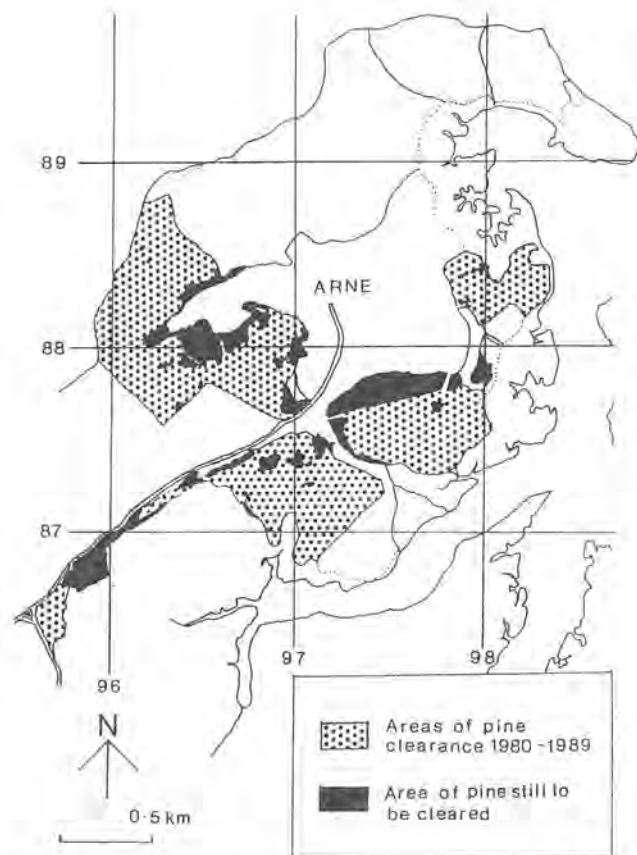 89
ARNE
88
87
96
97
98
N
0·5 km
Areas of pine
clearance 1980-1989
Area of pine still to
be cleared